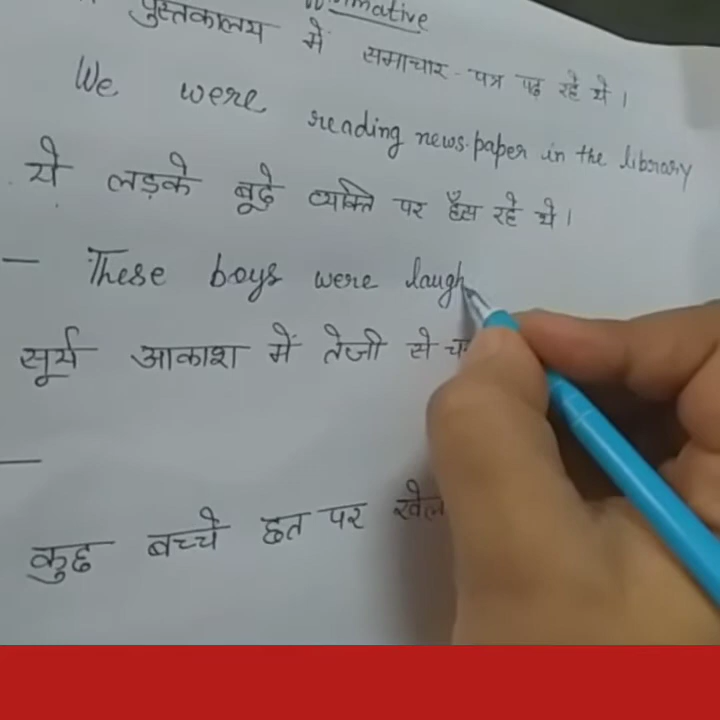 पुस्तकालय में समाचार-पत्र पढ़ रहे थे।
We were reading news.paper in the library
ये लड़के बूढ़े व्यक्ति पर हँस रहे थे।
— These boys were laugh
सूर्य आकाश में तेजी से
—
कुछ बच्चे छत पर खेल